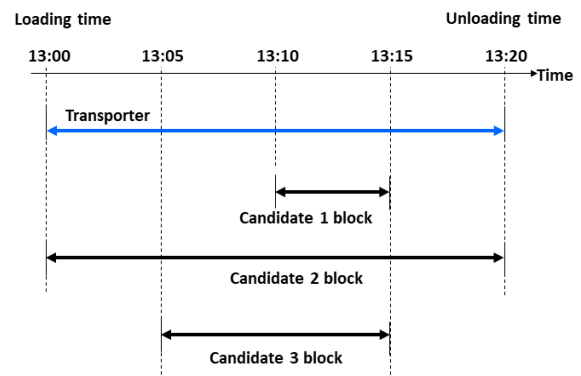 Loading time
Unloading time
13:00
13:05
13:10
13:15
13:20
Time
Transporter
Candidate 1 block
Candidate 2 block
Candidate 3 block